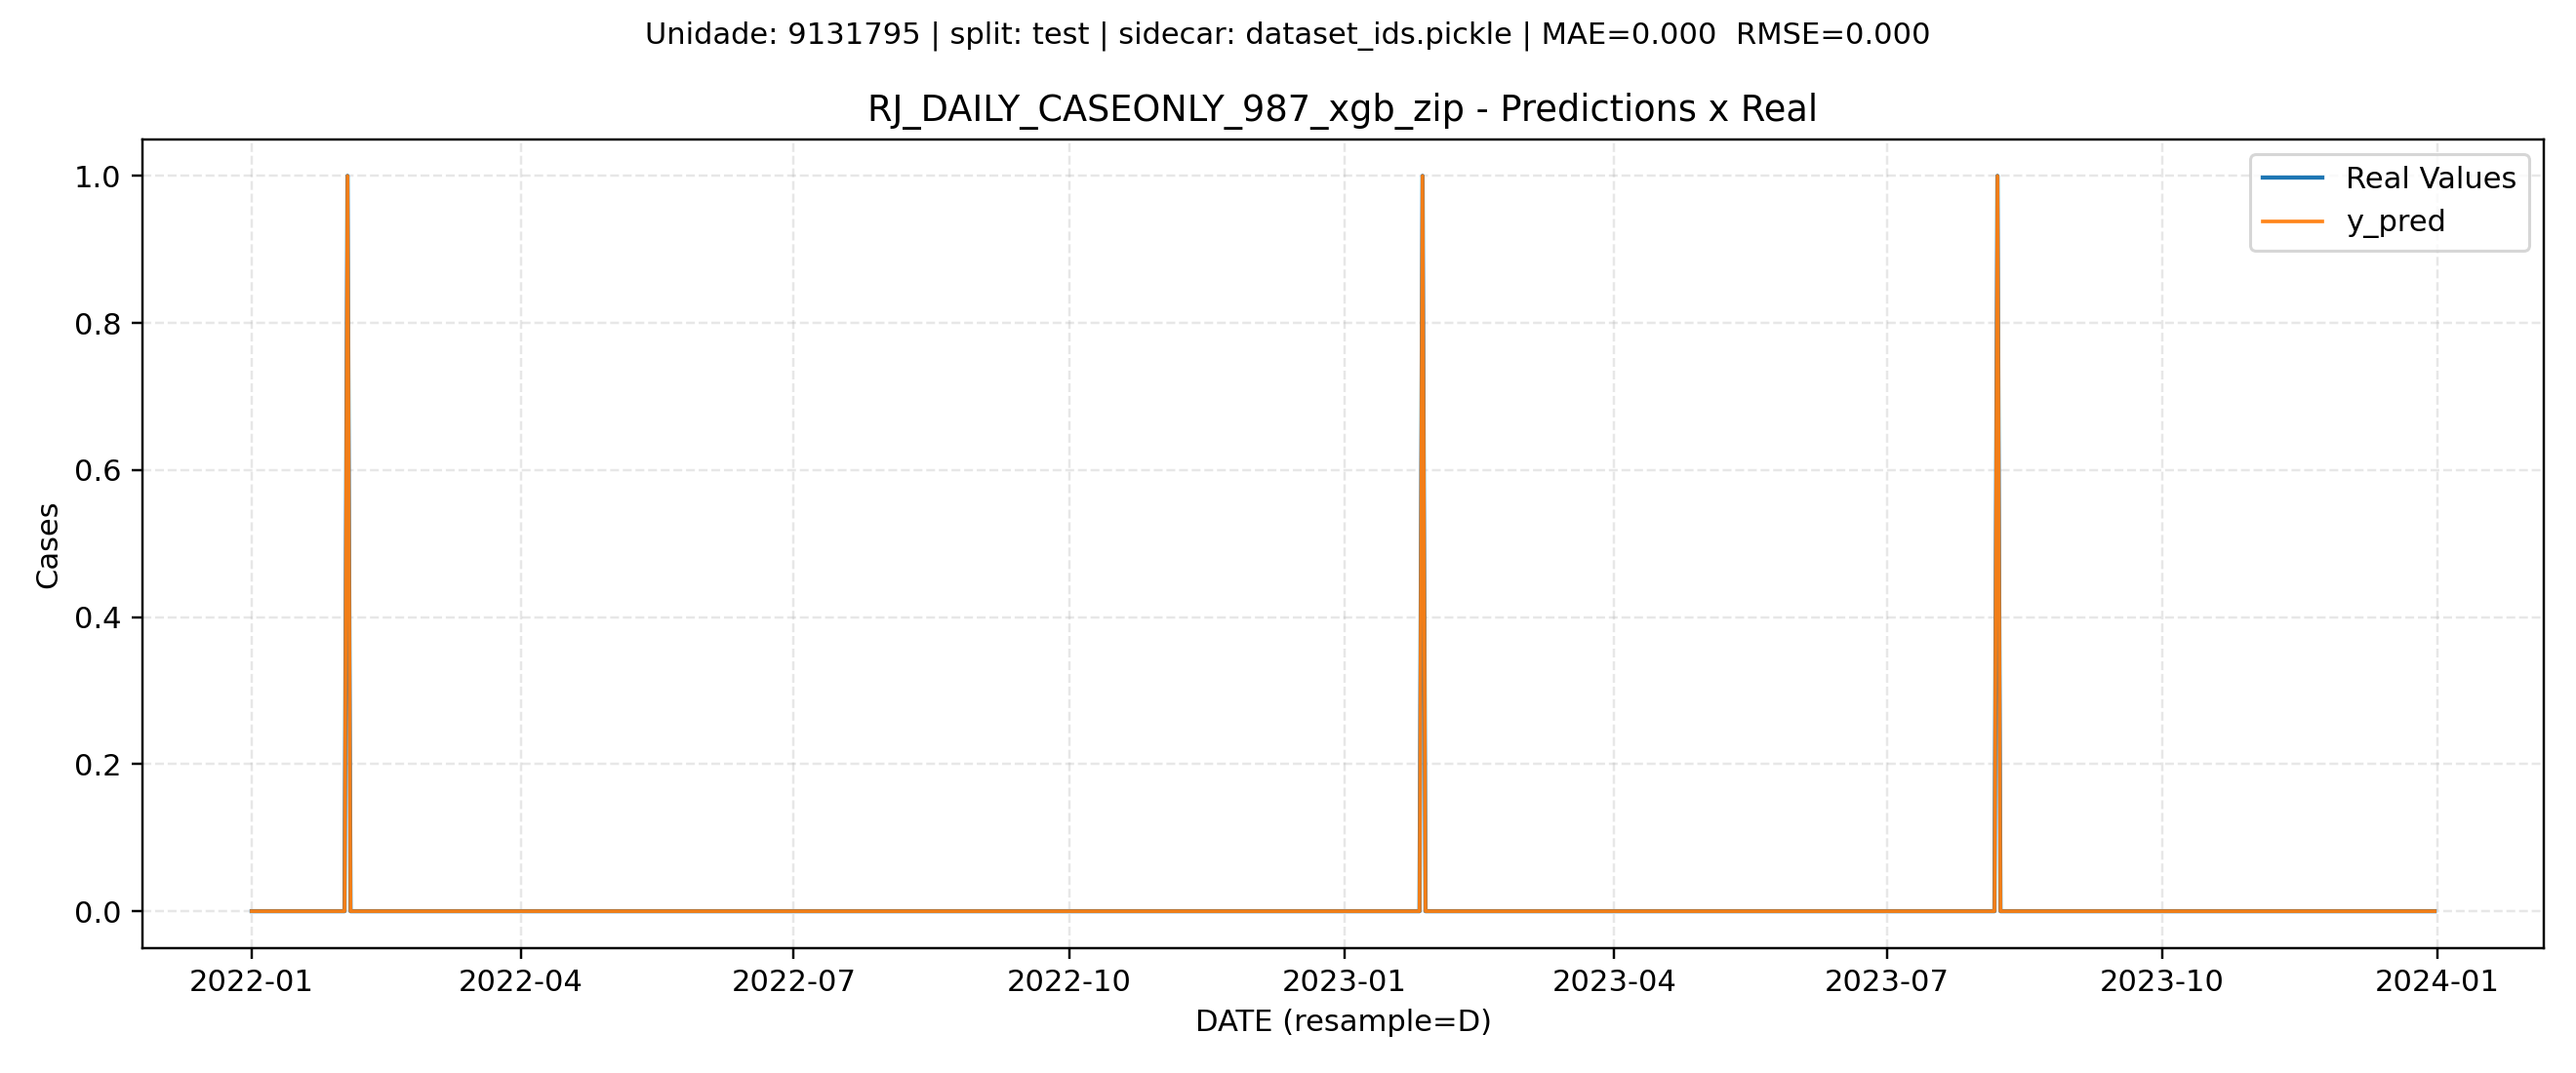 Unidade: 9131795 | split: test | sidecar: dataset_ids.pickle | MAE=0.000  RMSE=0.000
RJ_DAILY_CASEONLY_987_xgb_zip - Predictions x Real
Real Values
y_pred
Cases
1.0
0.8
0.6
0.4
0.2
0.0
2022-01 2022-04 2022-07 2022-10 2023-01 2023-04 2023-07 2023-10 2024-01
DATE (resample=D)